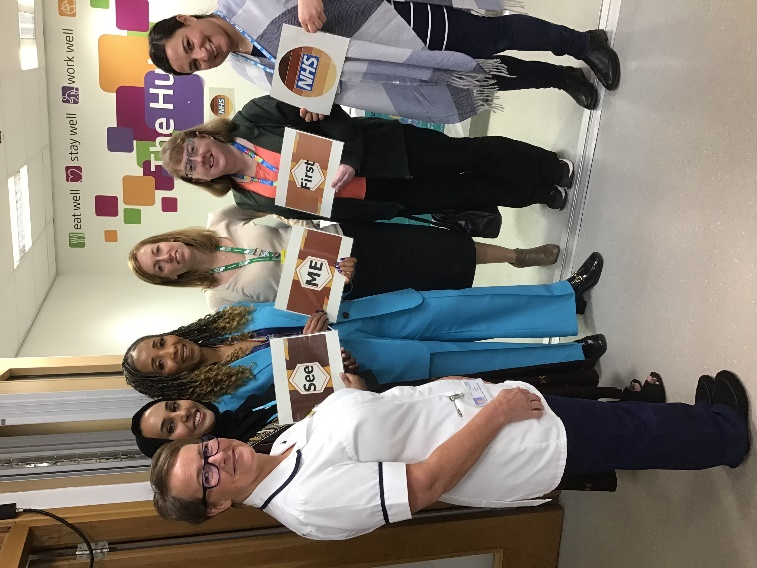 eat well stay well work well
The Hu
NHS
See
ME
First
NHS